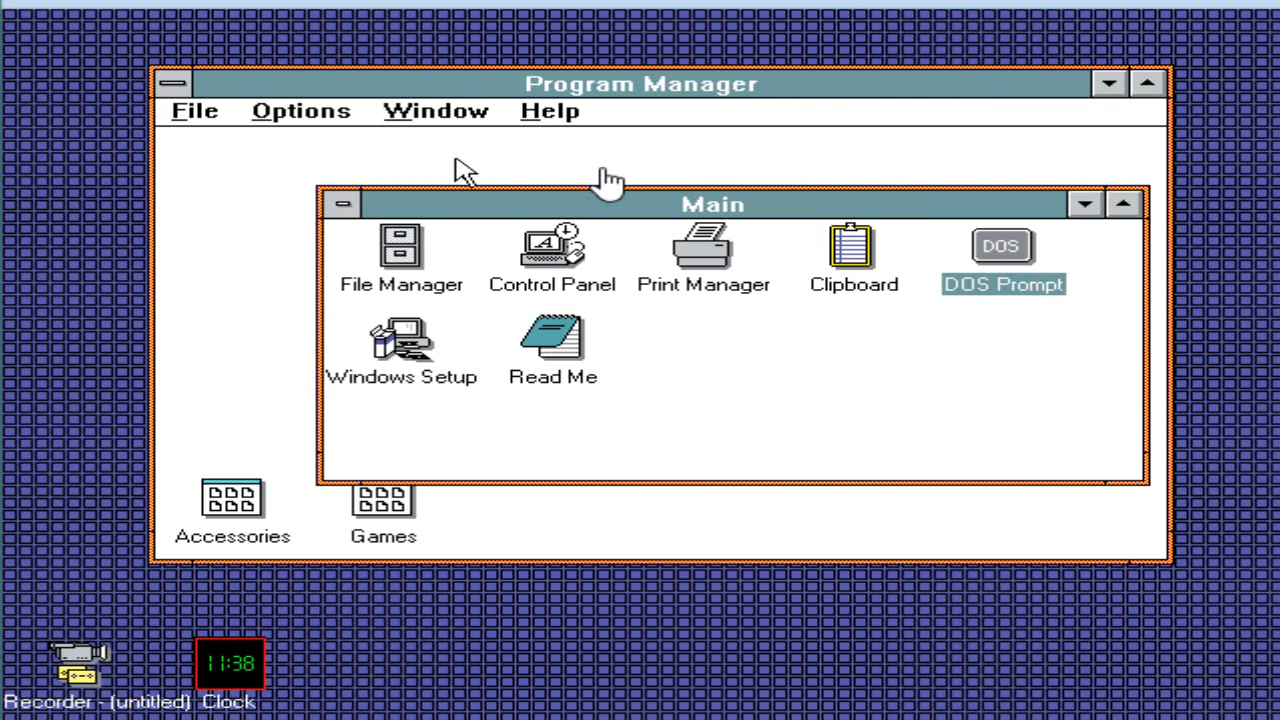 Program Manager
File Options Window Help
Main
File Manager Control Panel Print Manager Clipboard DOS DOS Prompt
Windows Setup Read Me
Accessories Games
11:38
Recorder - (untitled) Clock